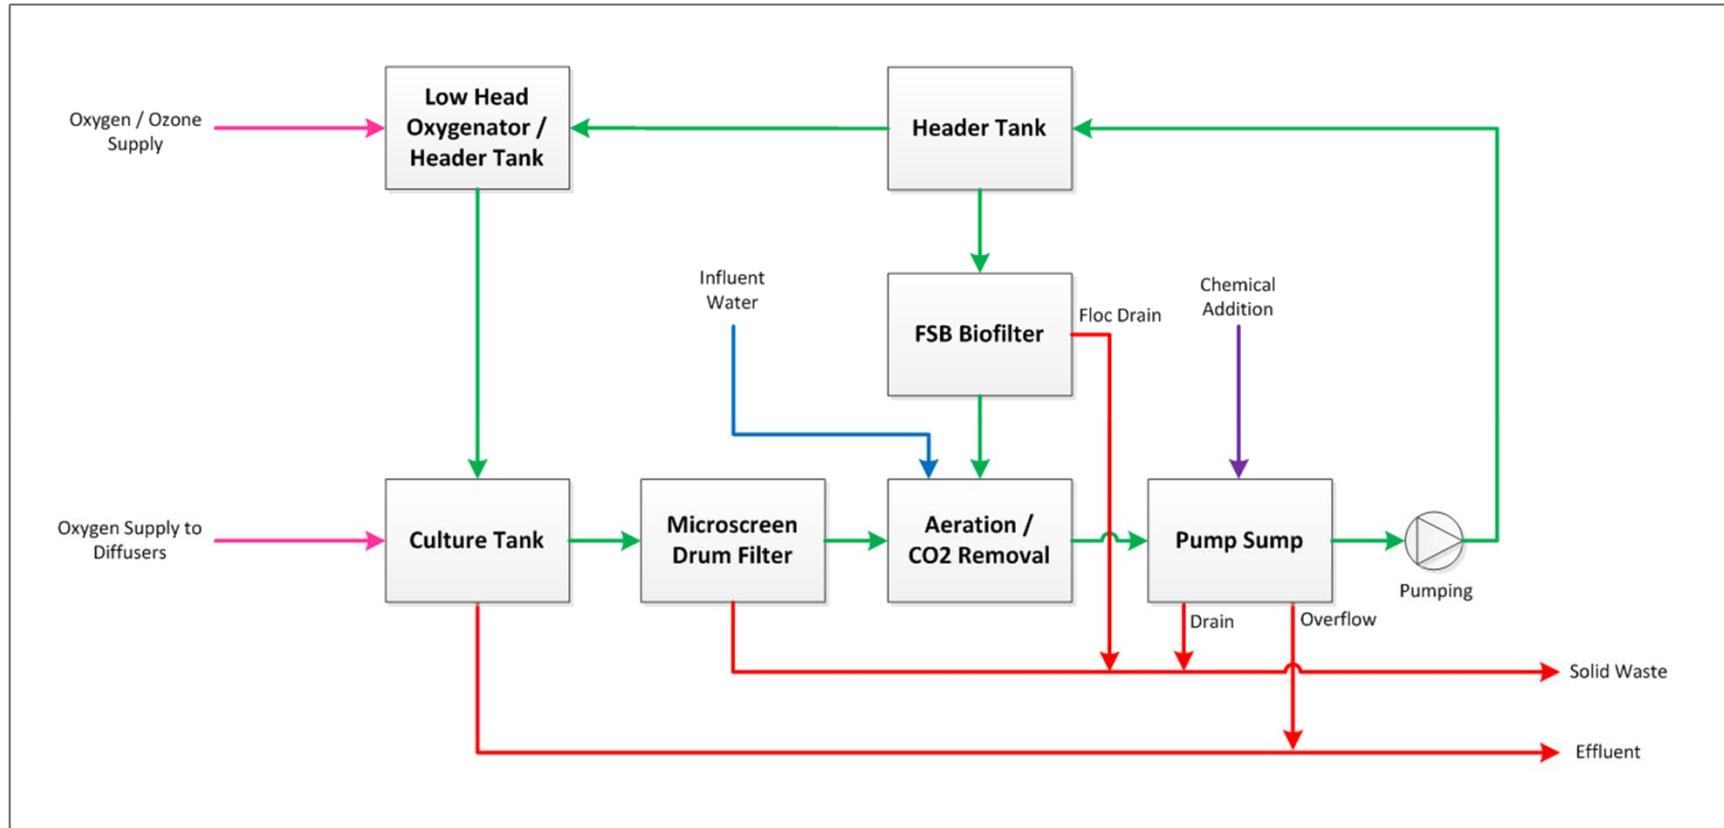 Oxygen / Ozone
Supply
Low Head
Oxygenator /
Header Tank
Header Tank
Influent
Water
FSB Biofilter
Floc Drain
Chemical
Addition
Oxygen Supply to
Diffusers
Culture Tank
Microscreen
Drum Filter
Aeration /
CO2 Removal
Pump Sump
Pumping
Drain
Overflow
Solid Waste
Effluent